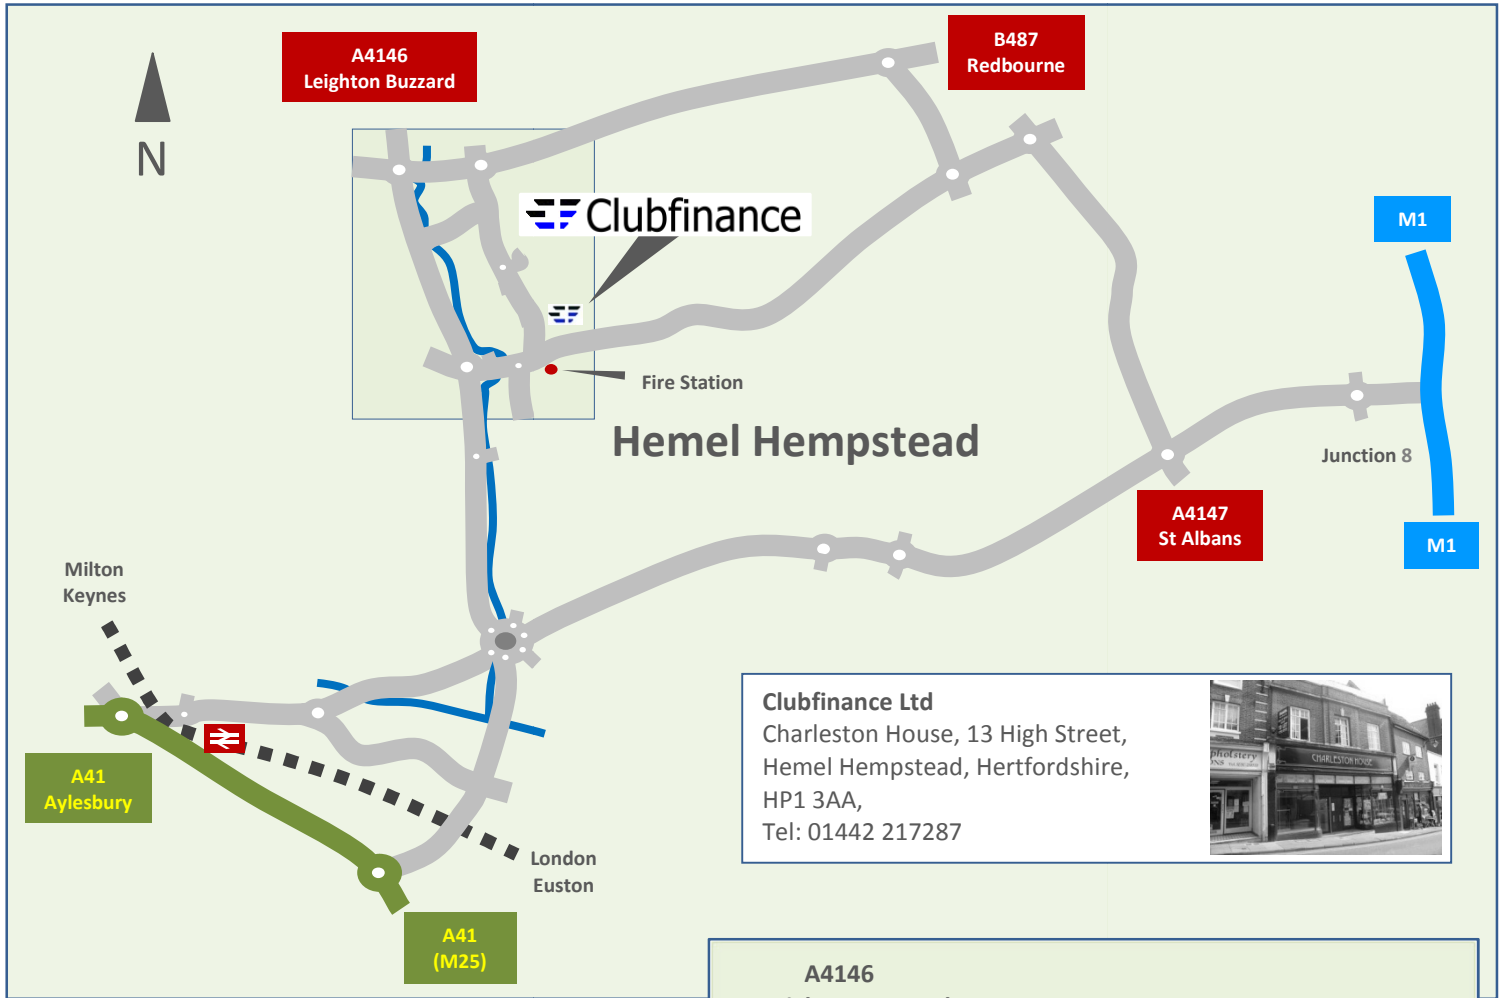 A4146
Leighton Buzzard
B487
Redbourne
N
Clubfinance
M1
Fire Station
Hemel Hempstead
Junction 8
A4147
St Albans
M1
Milton
Keynes
A41
Aylesbury
London
Euston
A41
(M25)
Clubfinance Ltd
Charleston House, 13 High Street,
Hemel Hempstead, Hertfordshire,
HP1 3AA,
Tel: 01442 217287
CHARLESTON HOUSE
A4146